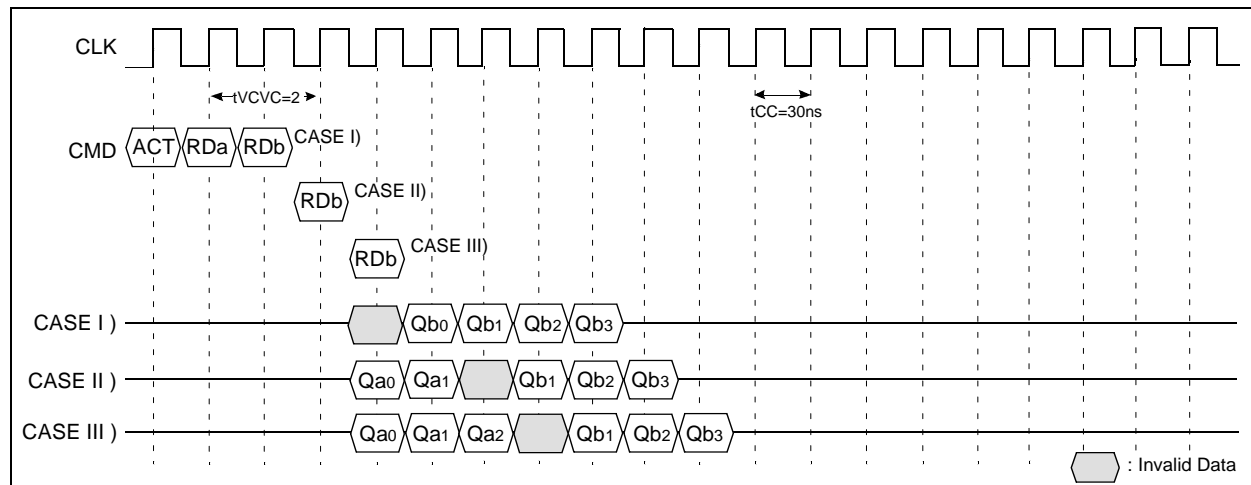 CLK
tVCVC=2
tCC=30ns
CMD ACT RDa RDb CASE I)
RDb CASE II)
RDb CASE III)
CASE I ) Qb0 Qb1 Qb2 Qb3
CASE II ) Qa0 Qa1 Qb1 Qb2 Qb3
CASE III ) Qa0 Qa1 Qa2 Qb1 Qb2 Qb3
: Invalid Data